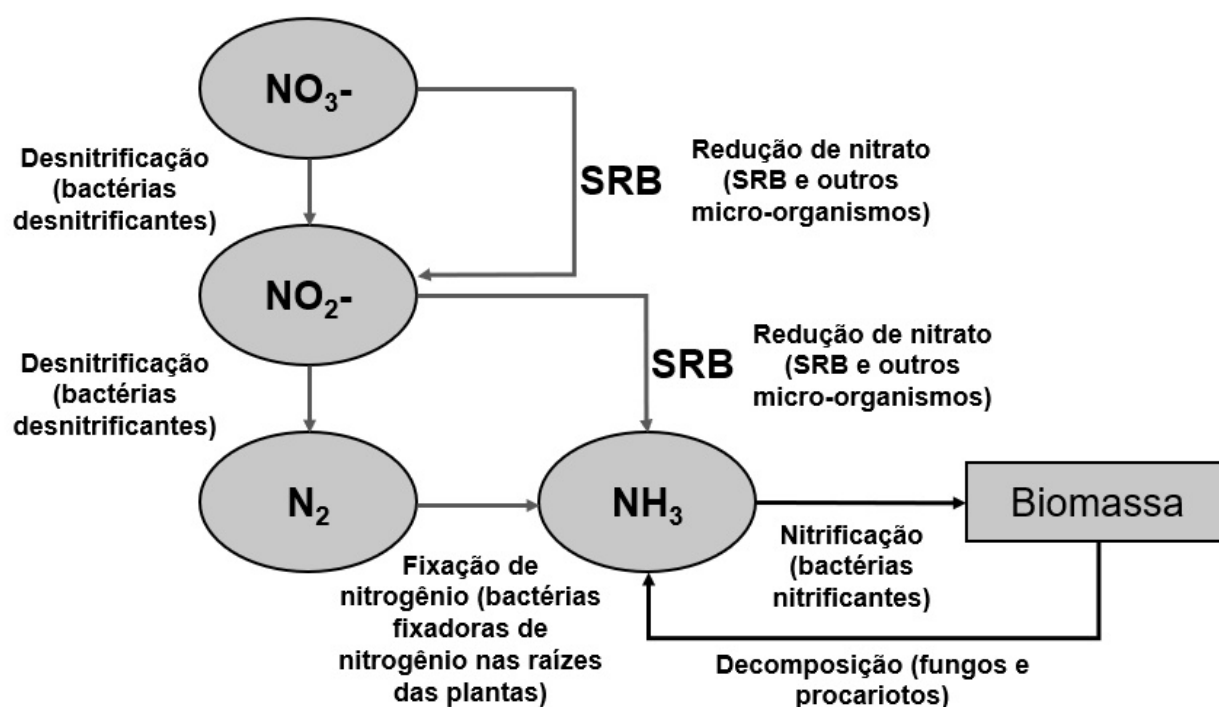 NO₃-
Desnitrificação
(bactérias
desnitrificantes)
SRB
Redução de nitrato
(SRB e outros
micro-organismos)
NO₂-
Desnitrificação
(bactérias
desnitrificantes)
SRB
Redução de nitrato
(SRB e outros
micro-organismos)
N₂
NH₃
Biomassa
Fixação de
nitrogênio (bactérias
fixadoras de
nitrogênio nas raízes
das plantas)
Nitrificação
(bactérias
nitrificantes)
Decomposição (fungos e
procariotos)